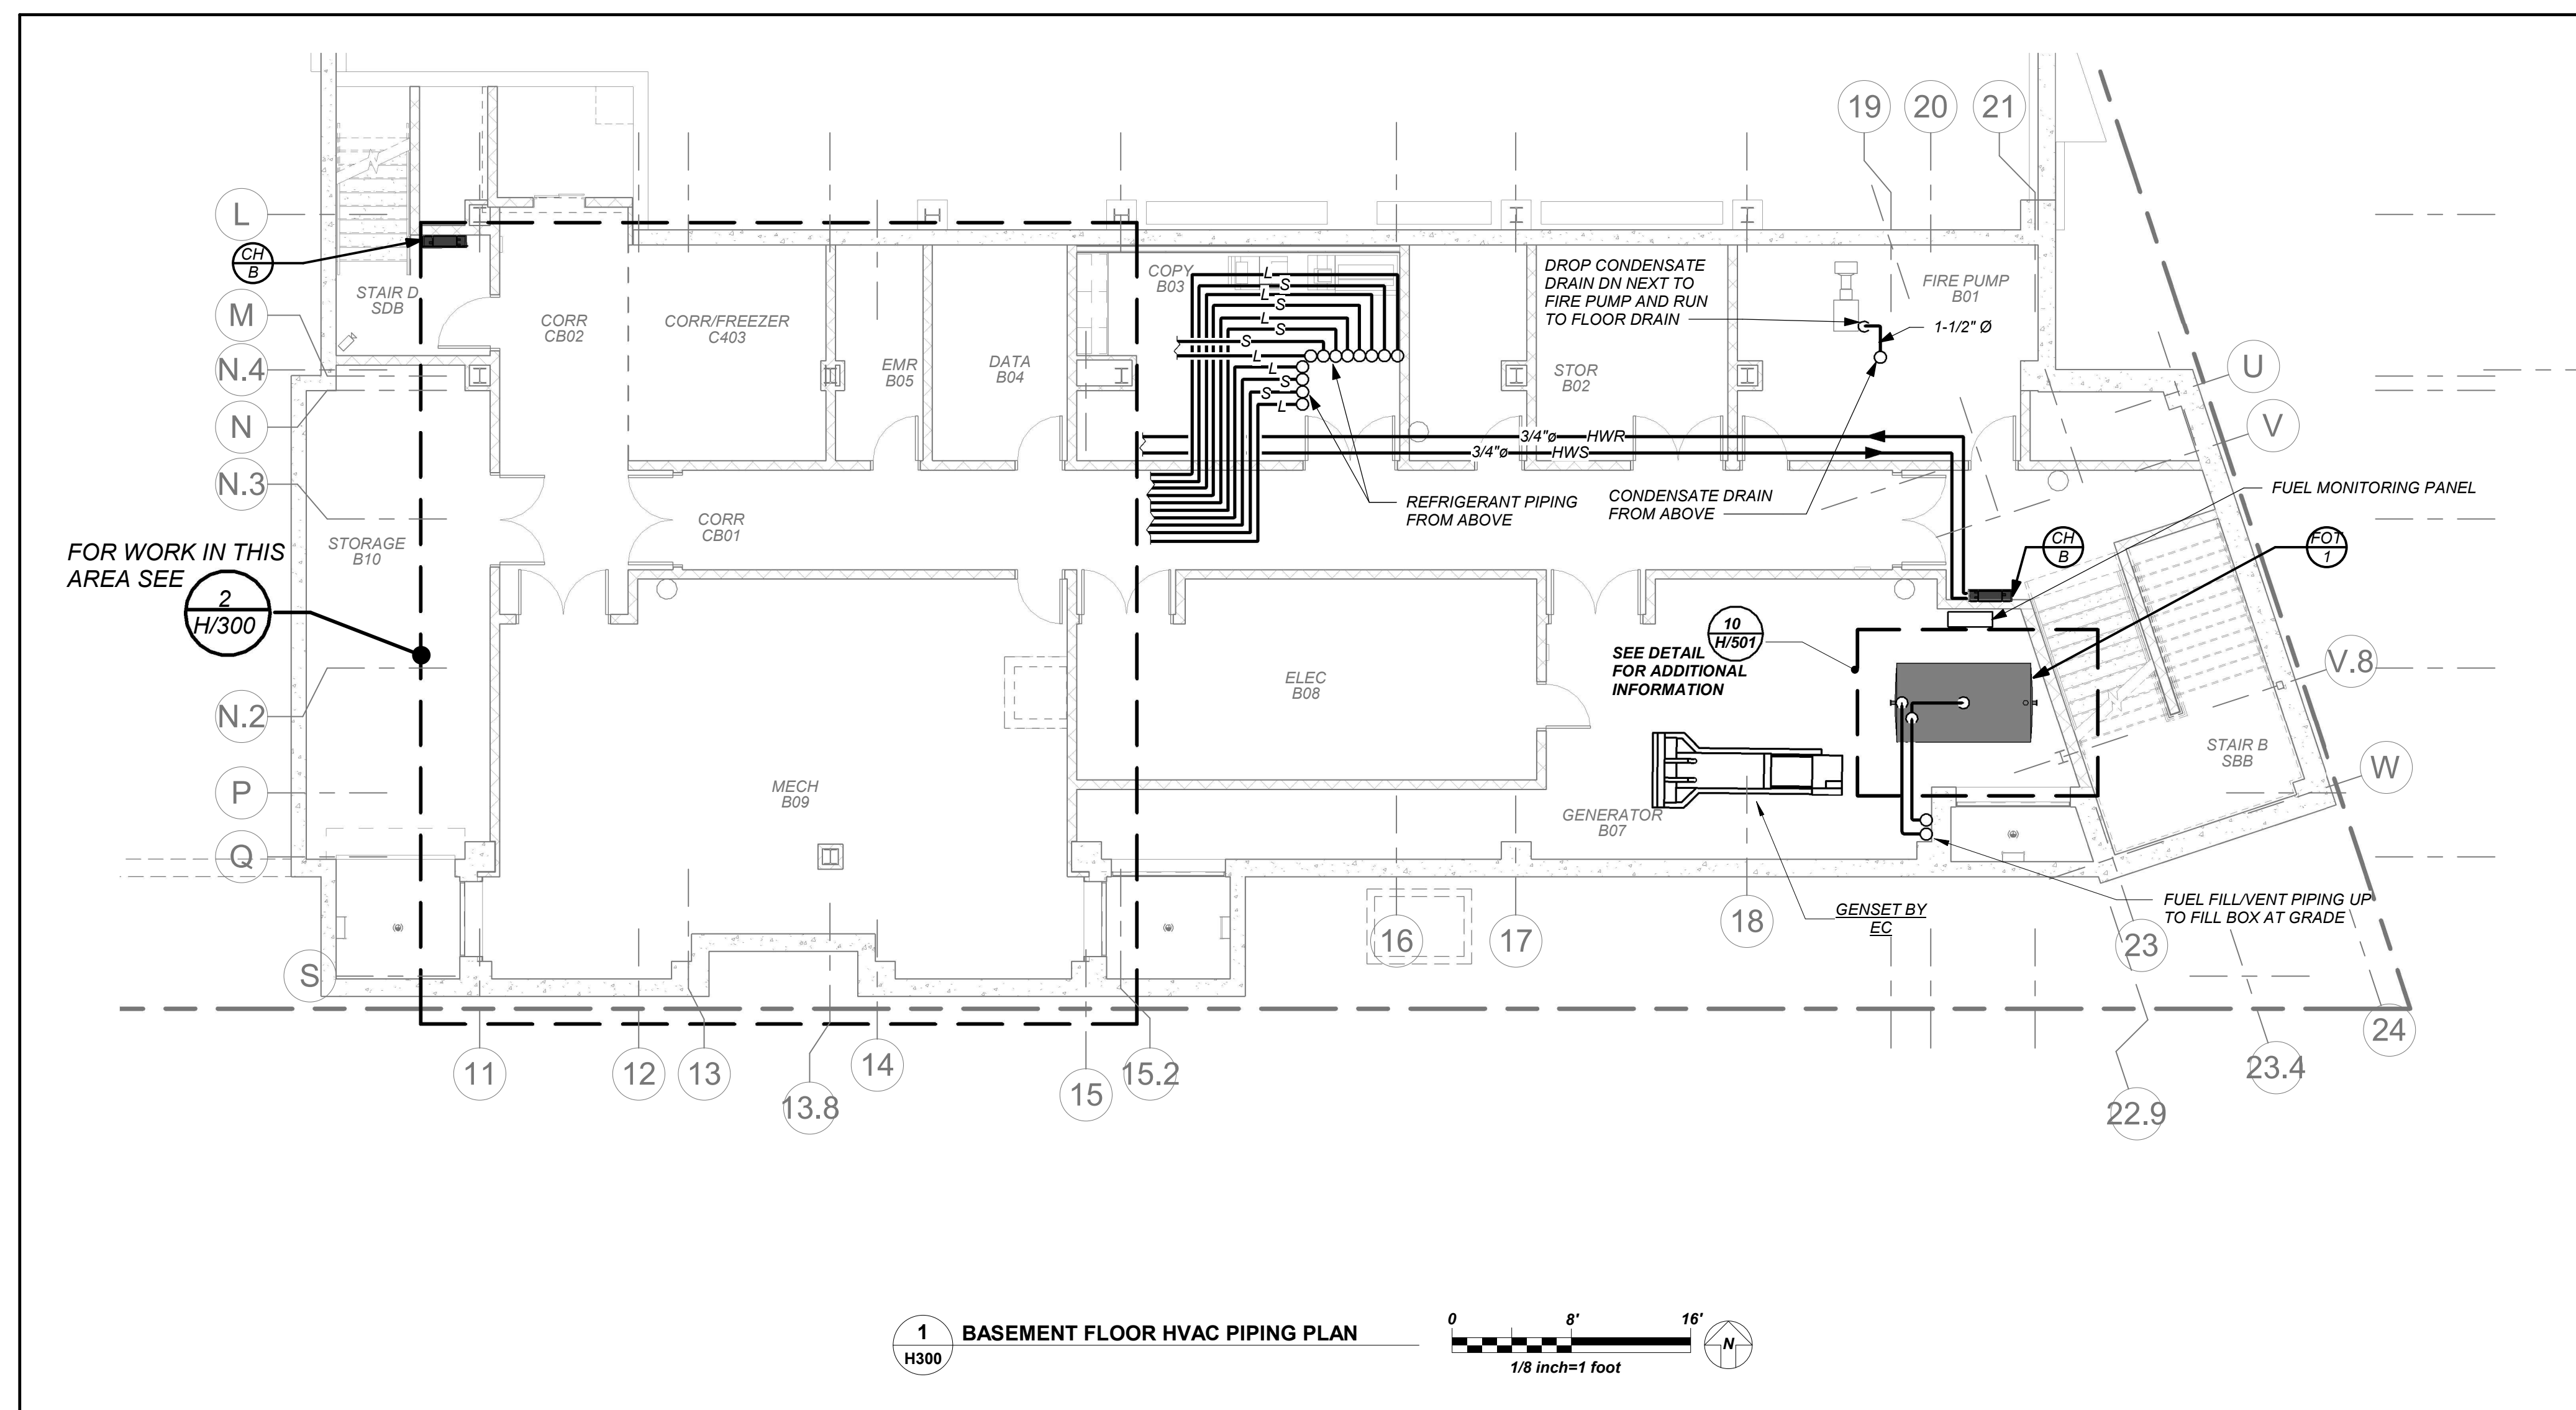 19
20
21
L
CH
B
STAIR D
SDB
M
CORR
CB02
CORR/FREEZER
C403
N.4
EMR
B05
DATA
B04
COPY
B03
L
S
L
S
L
S
S
L
L
S
S
L
DROP CONDENSATE
DRAIN DN NEXT TO
FIRE PUMP AND RUN
TO FLOOR DRAIN
FIRE PUMP
B01
1-1/2" Ø
STOR
B02
U
V
N
3/4"ø
HWR
3/4"ø
HWS
N.3
CORR
CB01
REFRIGERANT PIPING
FROM ABOVE
CONDENSATE DRAIN
FROM ABOVE
FUEL MONITORING PANEL
FOR WORK IN THIS
AREA SEE
STORAGE
B10
2
H/300
CH
B
FOT
1
10
H/501
SEE DETAIL
FOR ADDITIONAL
INFORMATION
V.8
N.2
ELEC
B08
STAIR B
SBB
W
P
MECH
B09
GENERATOR
B07
Q
GENSET BY
EC
FUEL FILL/VENT PIPING UP
TO FILL BOX AT GRADE
16
17
18
23
S
24
11
12
13
13.8
14
15
15.2
23.4
22.9
1
H300
BASEMENT FLOOR HVAC PIPING PLAN
0
8'
16'
1/8 inch=1 foot
N